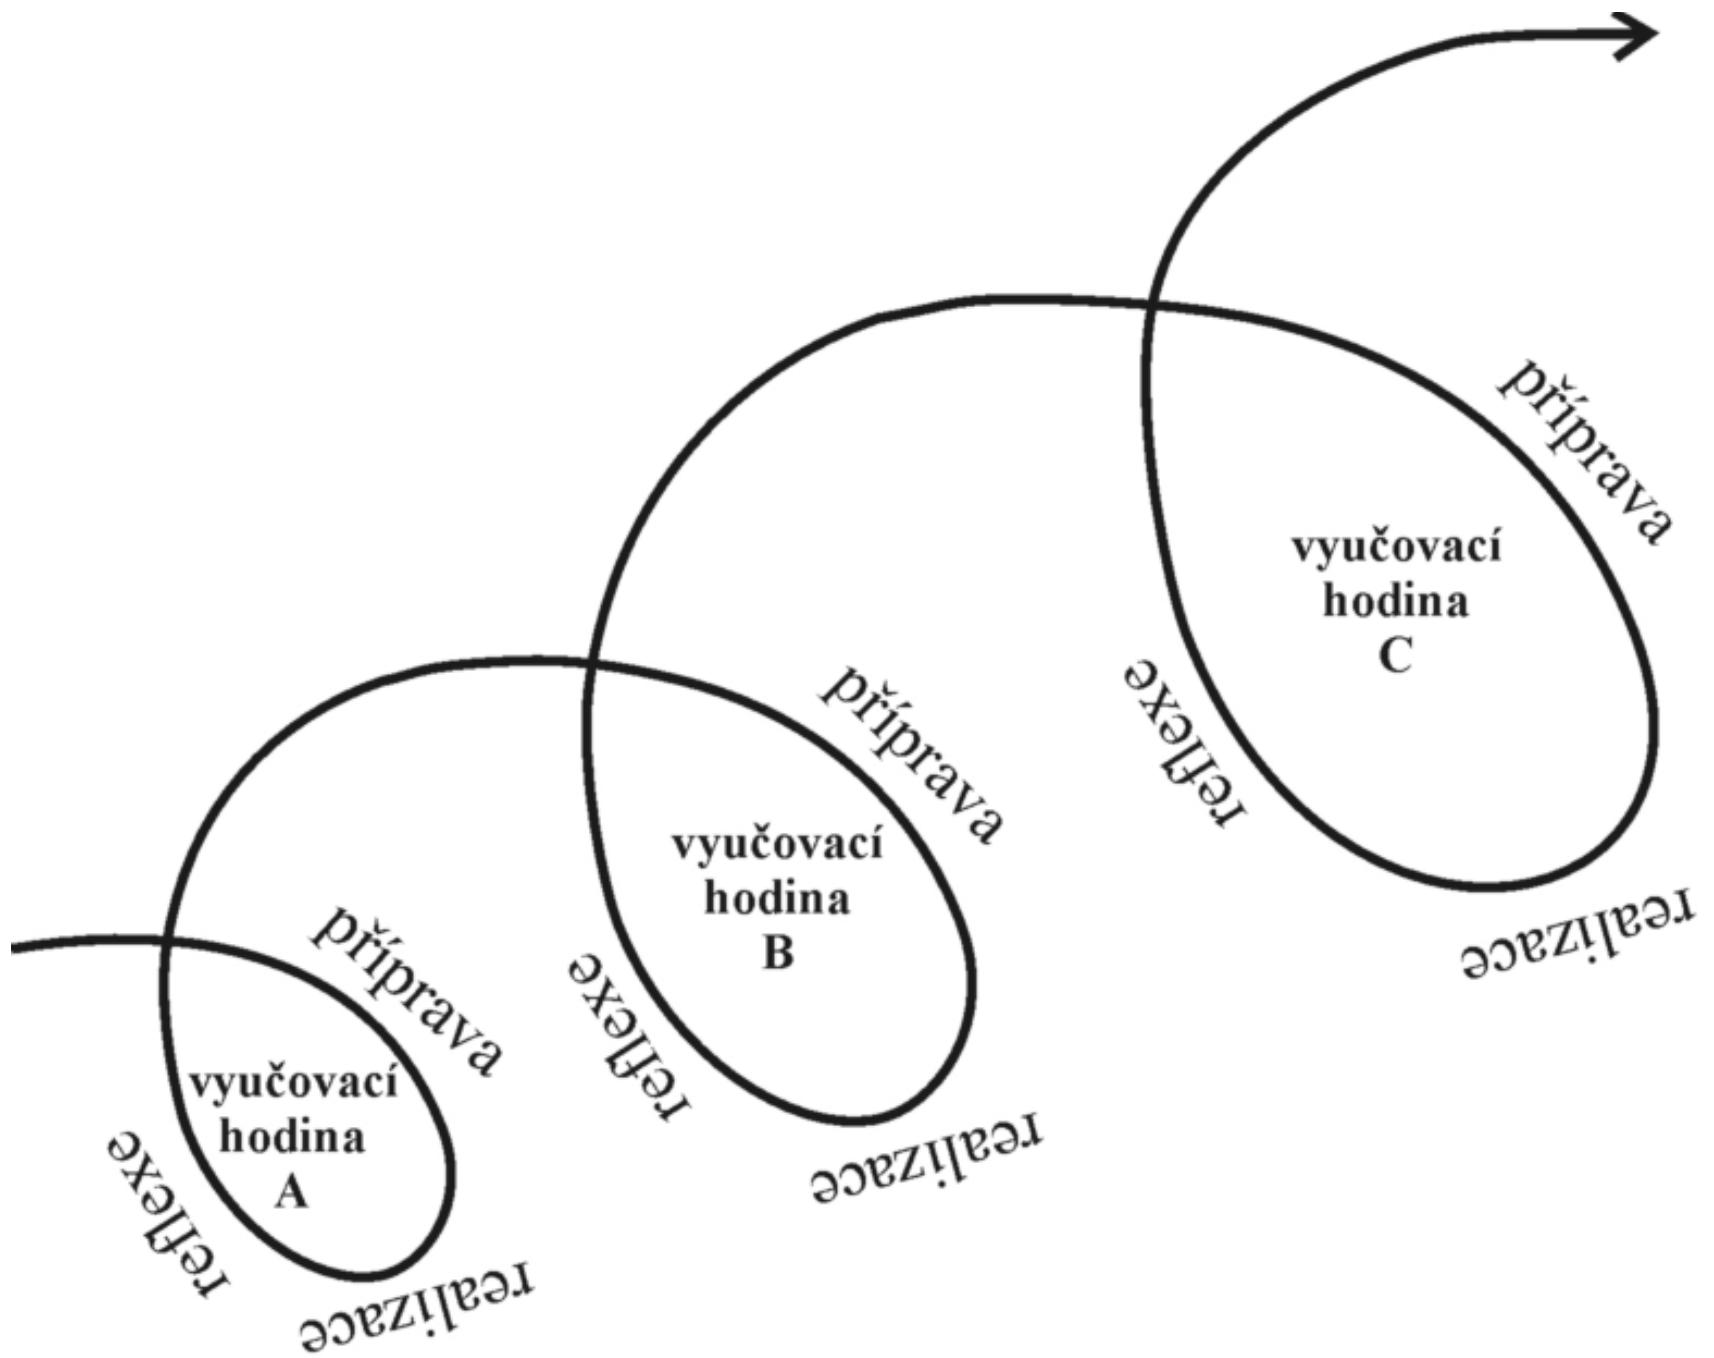 příprava
vyučovací
hodina
C
reflexe
realizace
příprava
vyučovací
hodina
B
reflexe
realizace
příprava
vyučovací
hodina
A
reflexe
realizace